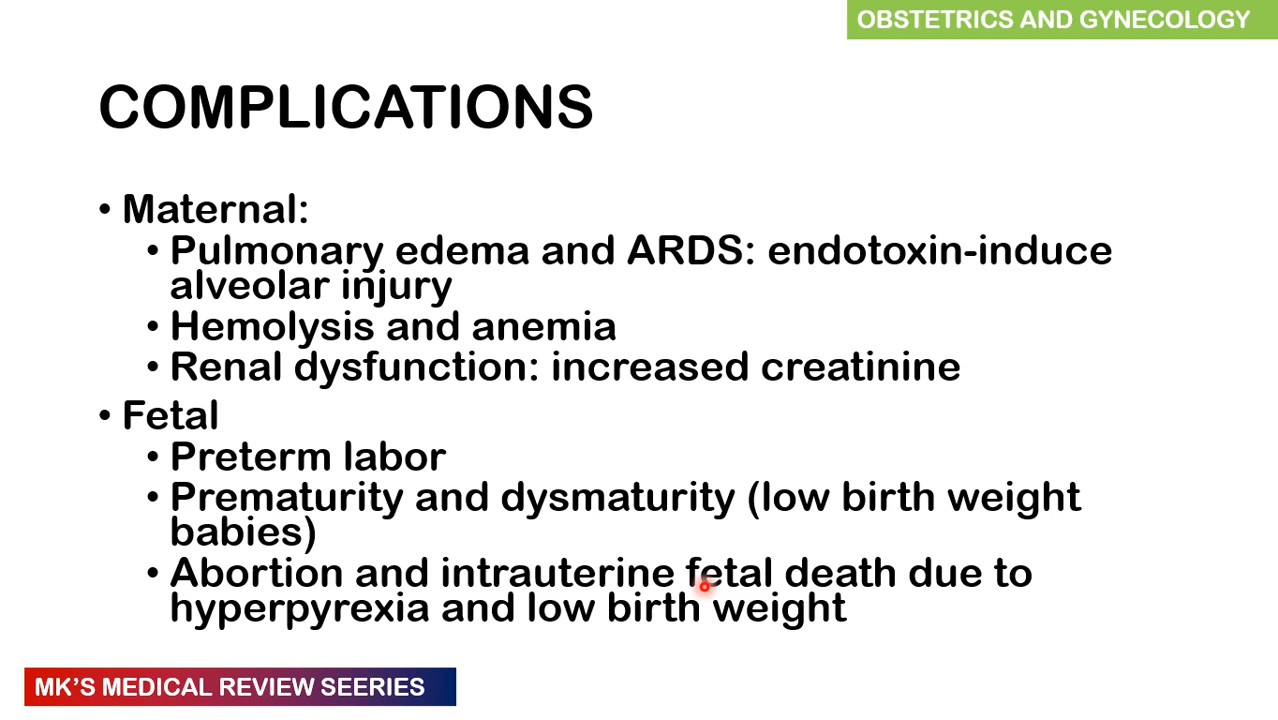 OBSTETRICS AND GYNECOLOGY
COMPLICATIONS
• Maternal:
• Pulmonary edema and ARDS: endotoxin-induce
alveolar injury
• Hemolysis and anemia
• Renal dysfunction: increased creatinine
• Fetal
• Preterm labor
• Prematurity and dysmaturity (low birth weight
babies)
• Abortion and intrauterine fetal death due to
hyperpyrexia and low birth weight
MK'S MEDICAL REVIEW SEERIES